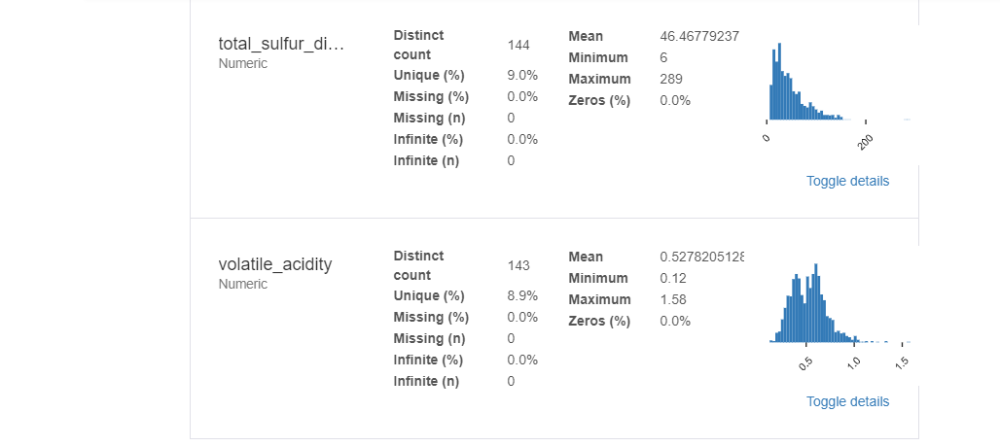 total_sulfur_di…
Numeric
Distinct count 144
Unique (%) 9.0%
Missing (%) 0.0%
Missing (n) 0
Infinite (%) 0.0%
Infinite (n) 0
Mean 46.46779237
Minimum 6
Maximum 289
Zeros (%) 0.0%
0 200
Toggle details
volatile_acidity
Numeric
Distinct count 143
Unique (%) 8.9%
Missing (%) 0.0%
Missing (n) 0
Infinite (%) 0.0%
Infinite (n) 0
Mean 0.5278205128
Minimum 0.12
Maximum 1.58
Zeros (%) 0.0%
0.5 1.0 1.5
Toggle details